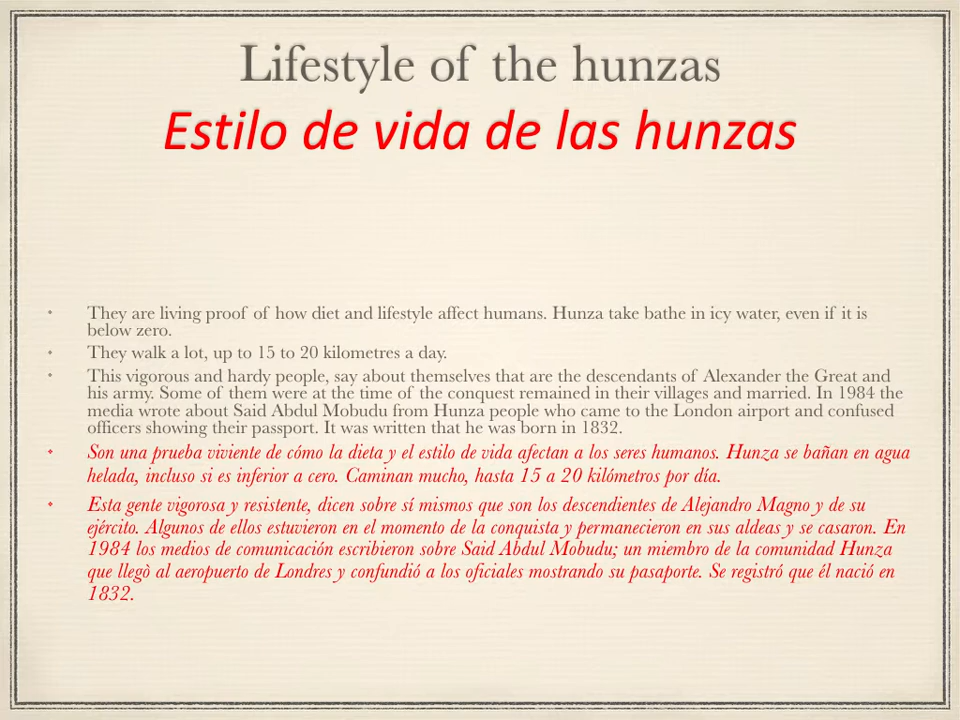 Lifestyle of the hunzas
Estilo de vida de las hunzas
• They are living proof of how diet and lifestyle affect humans. Hunza take bathe in icy water, even if it is
below zero.
• They walk a lot, up to 15 to 20 kilometres a day.
• This vigorous and hardy people, say about themselves that are the descendants of Alexander the Great and
his army. Some of them were at the time of the conquest remained in their villages and married. In 1984 the
media wrote about Said Abdul Mobudu from Hunza people who came to the London airport and confused
officers showing their passport. It was written that he was born in 1832.
• Son una prueba viviente de cómo la dieta y el estilo de vida afectan a los seres humanos. Hunza se bañan en agua
helada, incluso si es inferior a cero. Caminan mucho, hasta 15 a 20 kilómetros por día.
• Esta gente vigorosa y resistente, dicen sobre sí mismos que son los descendientes de Alejandro Magno y de su
ejército. Algunos de ellos estuvieron en el momento de la conquista y permanecieron en sus aldeas y se casaron. En
1984 los medios de comunicación escribieron sobre Said Abdul Mobudu; un miembro de la comunidad Hunza
que llegò al aeropuerto de Londres y confundió a los oficiales mostrando su pasaporte. Se registró que él nació en
1832.